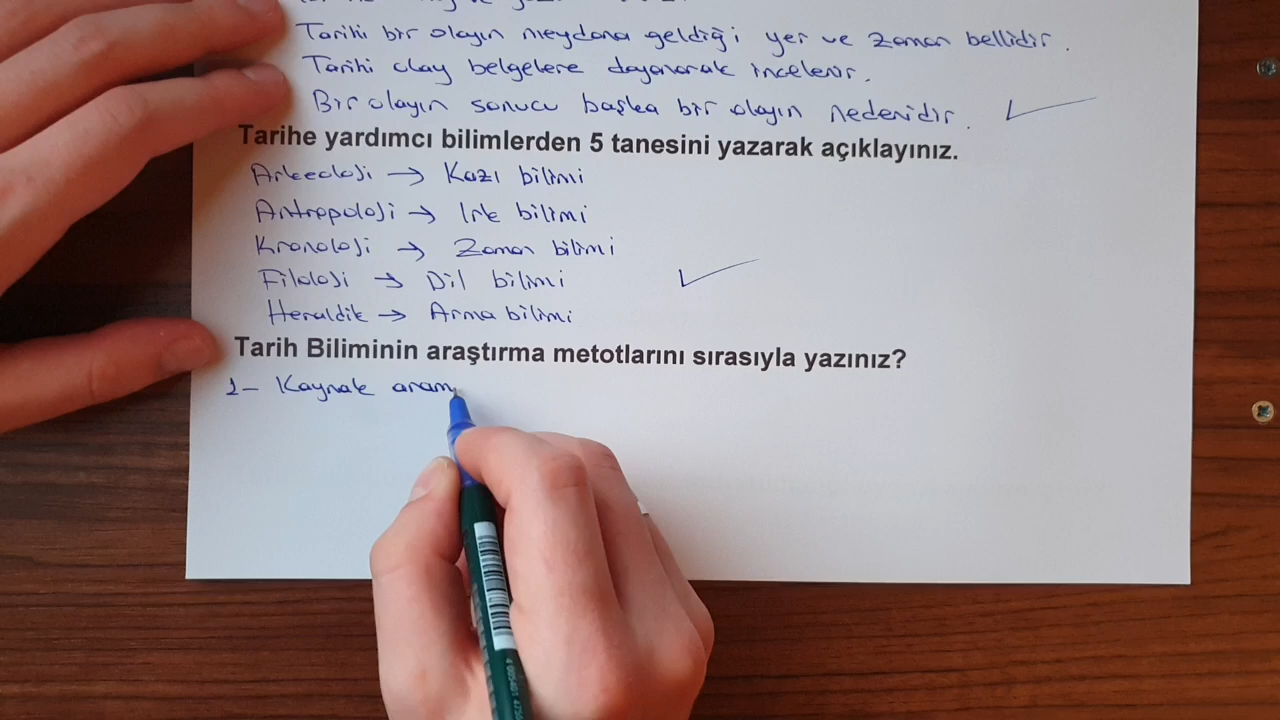 Tarihi bir olayın meydana geldiği yer ve zaman bellidir.
Tarihi olay belgelere dayanarak incelenir.
Bir olayın sonucu başka bir olayın nedenidir.
Tarihe yardımcı bilimlerden 5 tanesini yazarak açıklayınız.
Arkeoloji → Kazı bilimi
Antropoloji → Irk bilimi
Kronoloji → Zaman bilimi
Filoloji → Dil bilimi
Heraldik → Arma bilimi
Tarih Biliminin araştırma metotlarını sırasıyla yazınız?
1- Kaynak aram